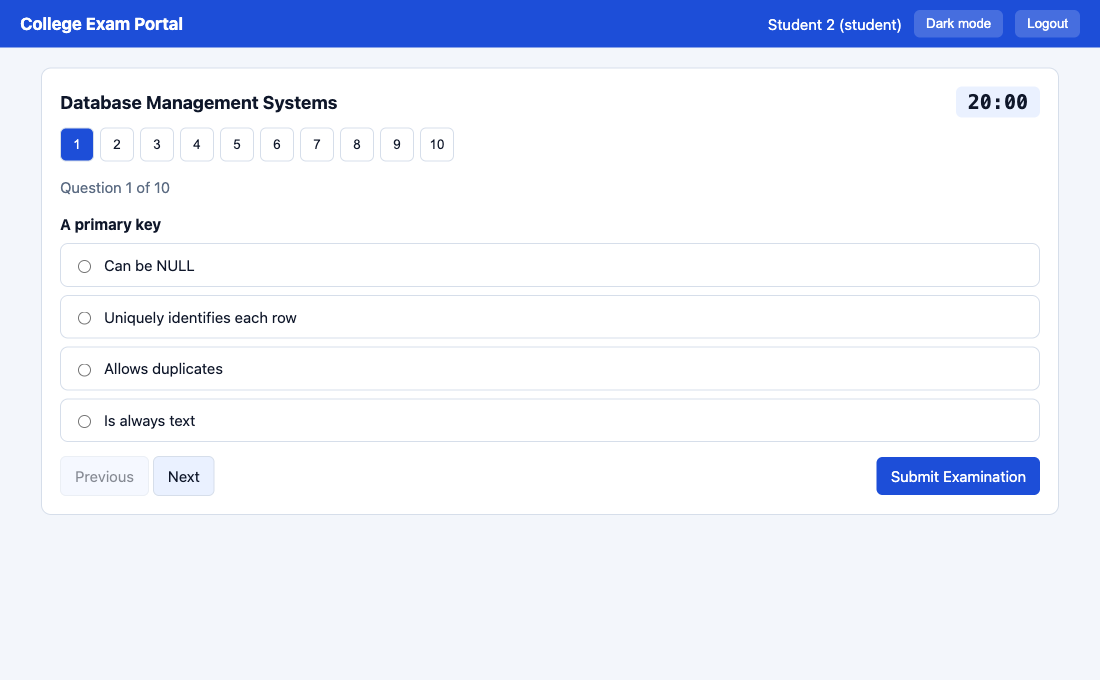 College Exam Portal
Student 2 (student)
Dark mode
Logout
Database Management Systems
20:00
1 2 3 4 5 6 7 8 9 10
Question 1 of 10
A primary key
Can be NULL
Uniquely identifies each row
Allows duplicates
Is always text
Previous
Next
Submit Examination